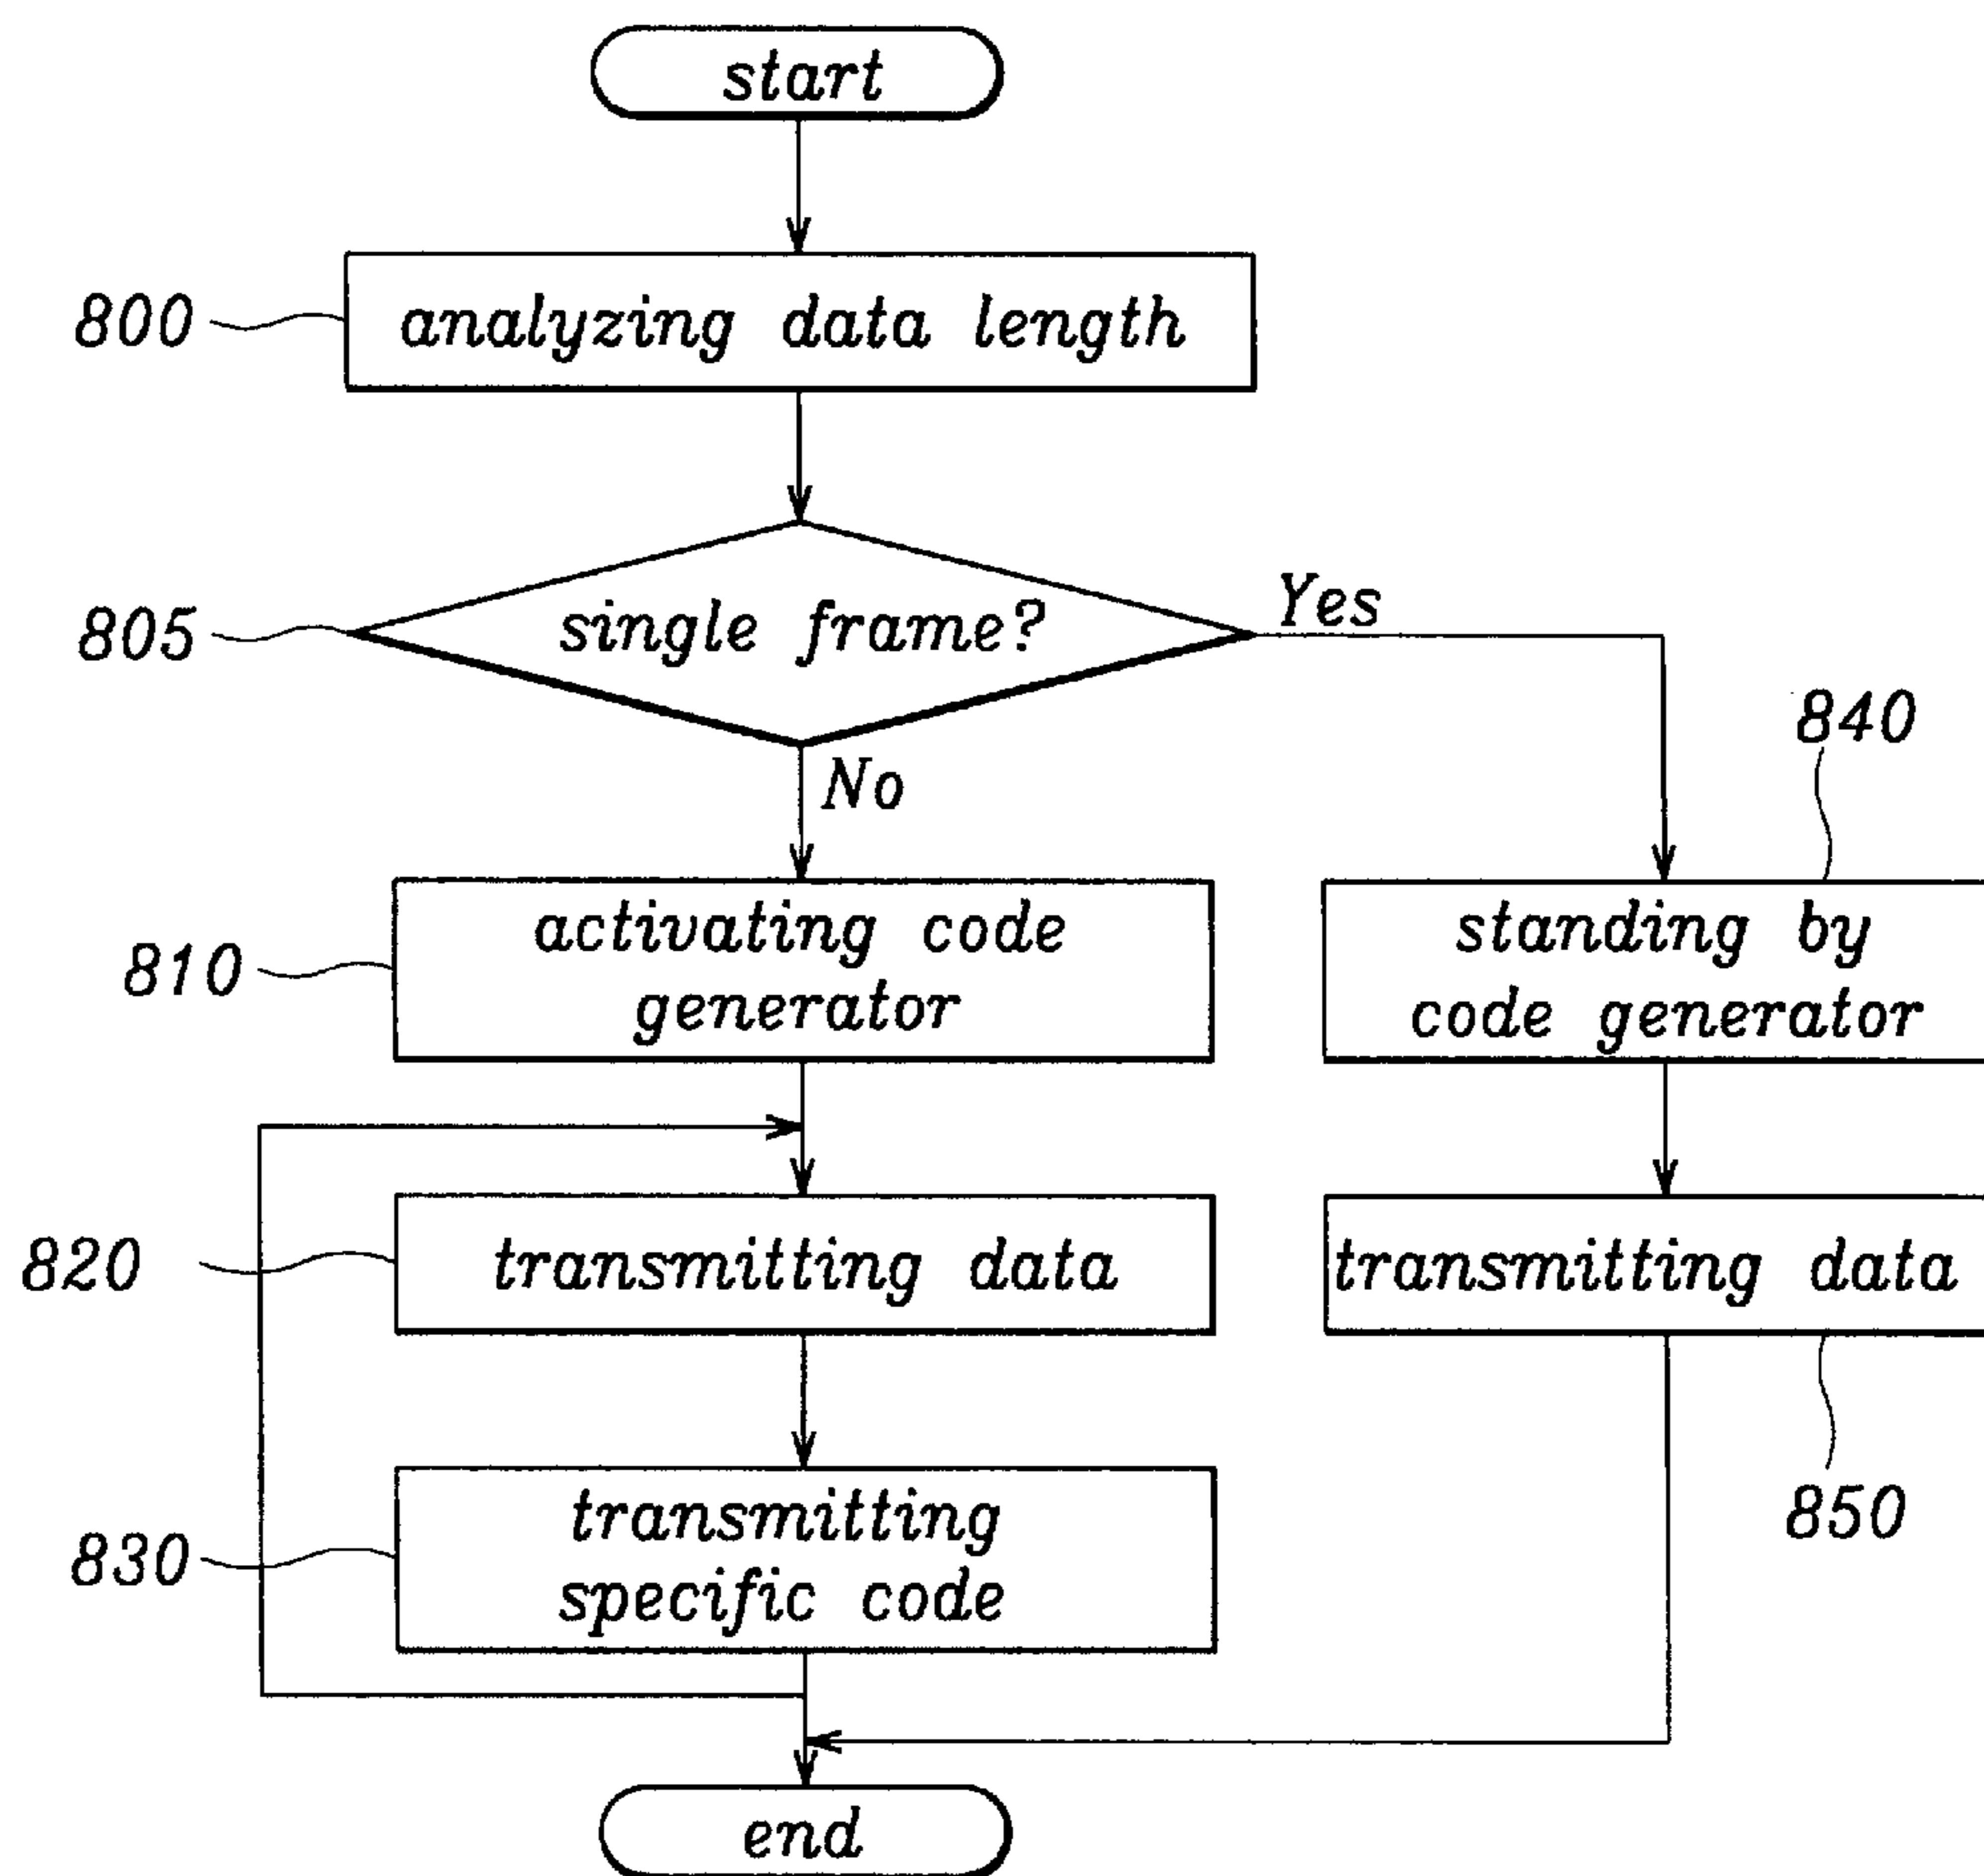 start
800
analyzing data length
805
single frame?
Yes
No
840
810
activating code
generator
standing by
code generator
820
transmitting data
transmitting data
830
transmitting
specific code
850
end